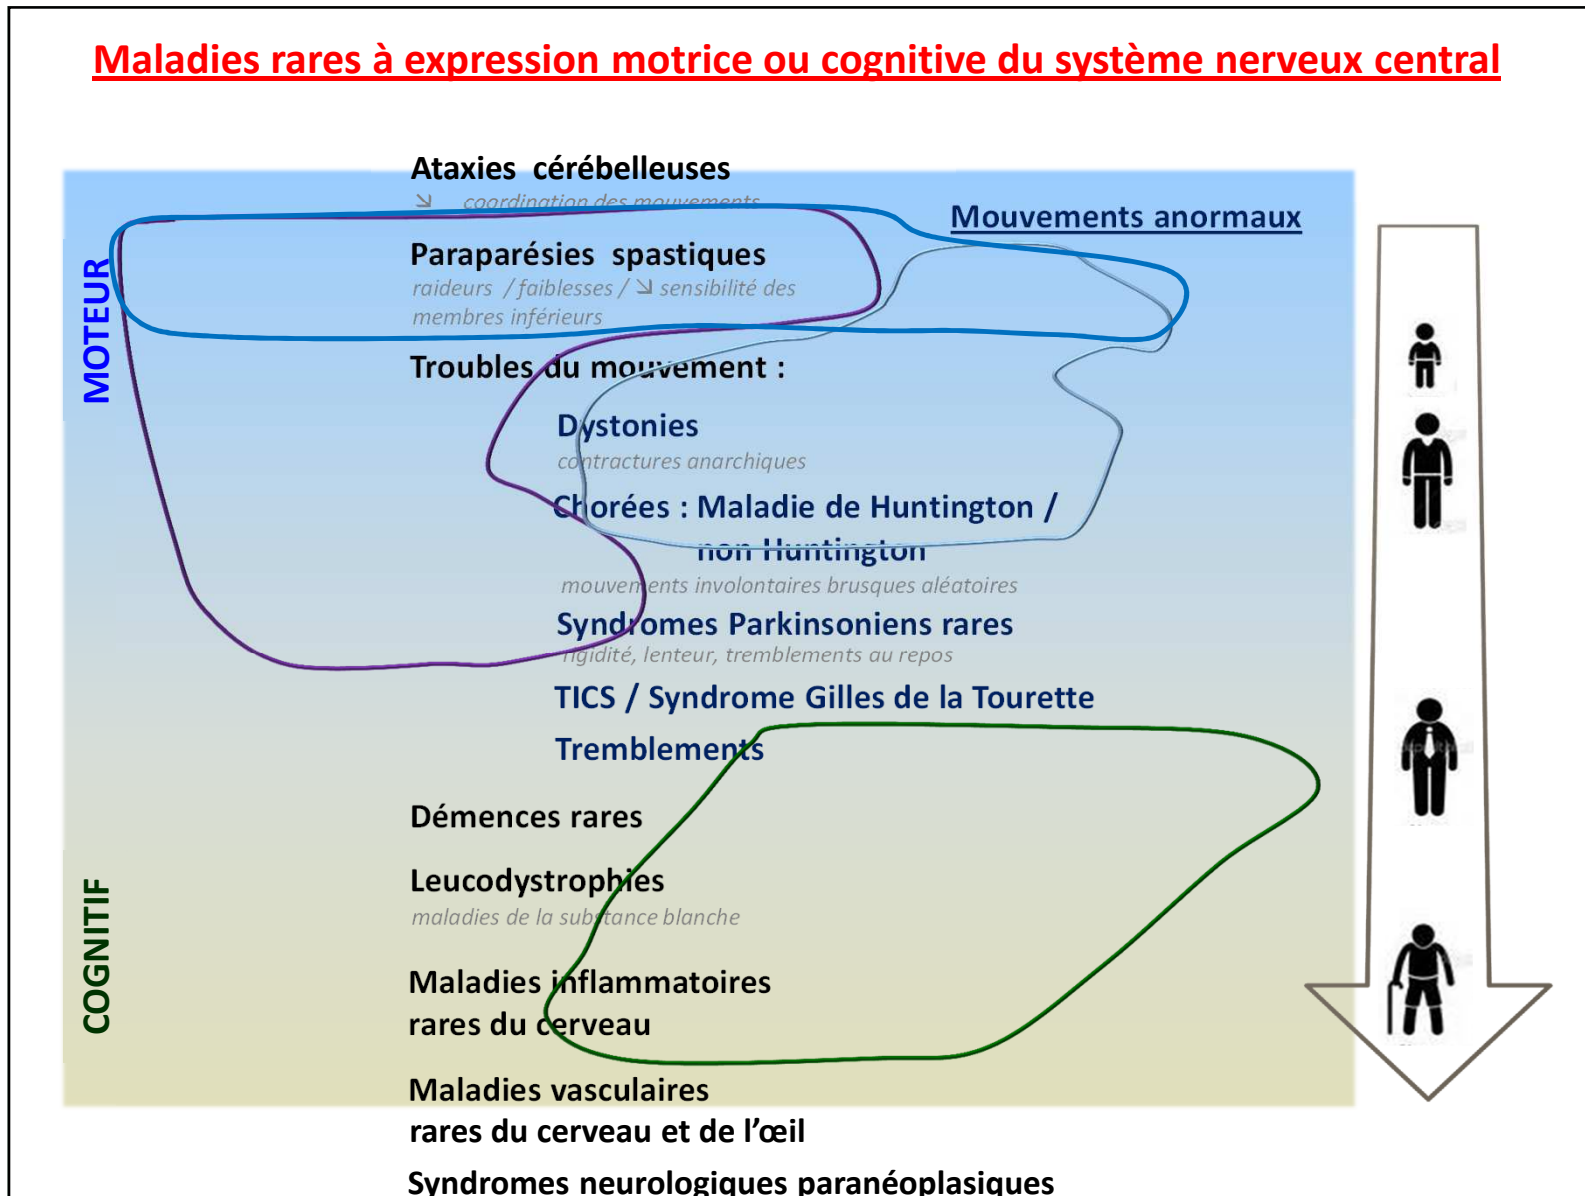 Maladies rares à expression motrice ou cognitive du système nerveux central
Ataxies cérébelleuses
↘ coordination des mouvements
Mouvements anormaux
MOTEUR
Paraparésies spastiques
raideurs / faiblesses / ↘ sensibilité des
membres inférieurs
Troubles du mouvement :
Dystonies
contractures anarchiques
Chorées : Maladie de Huntington /
non Huntington
mouvements involontaires brusques aléatoires
Syndromes Parkinsoniens rares
rigidité, lenteur, tremblements au repos
TICS / Syndrome Gilles de la Tourette
Tremblements
Démences rares
COGNITIF
Leucodystrophies
maladies de la substance blanche
Maladies inflammatoires
rares du cerveau
Maladies vasculaires
rares du cerveau et de l'œil
Syndromes neurologiques paranéoplasiques